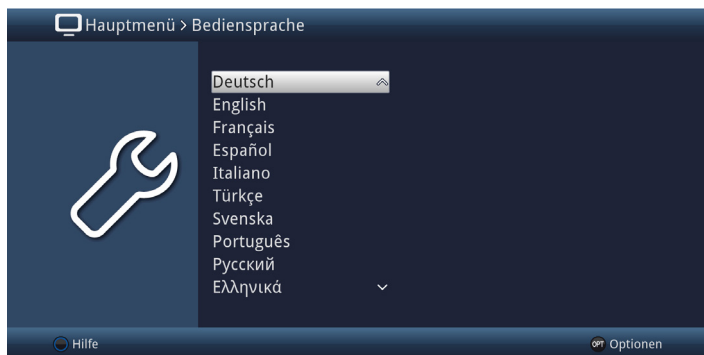 Hauptmenü > Bediensprache
Deutsch
English
Français
Español
Italiano
Türkçe
Svenska
Português
Русский
Ελληνικά
Hilfe
OPT Optionen